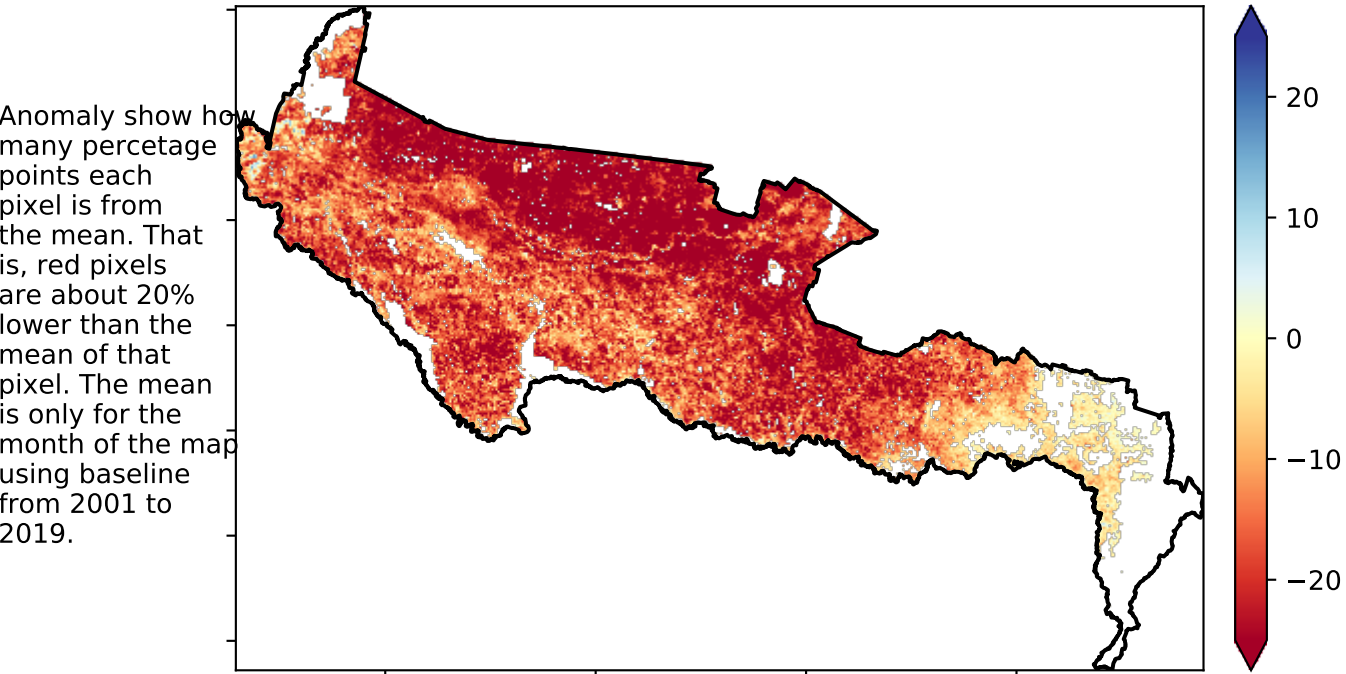 Anomaly show how
many percetage
points each
pixel is from
the mean. That
is, red pixels
are about 20%
lower than the
mean of that
pixel. The mean
is only for the
month of the map
using baseline
from 2001 to
2019.
20
10
0
−10
−20